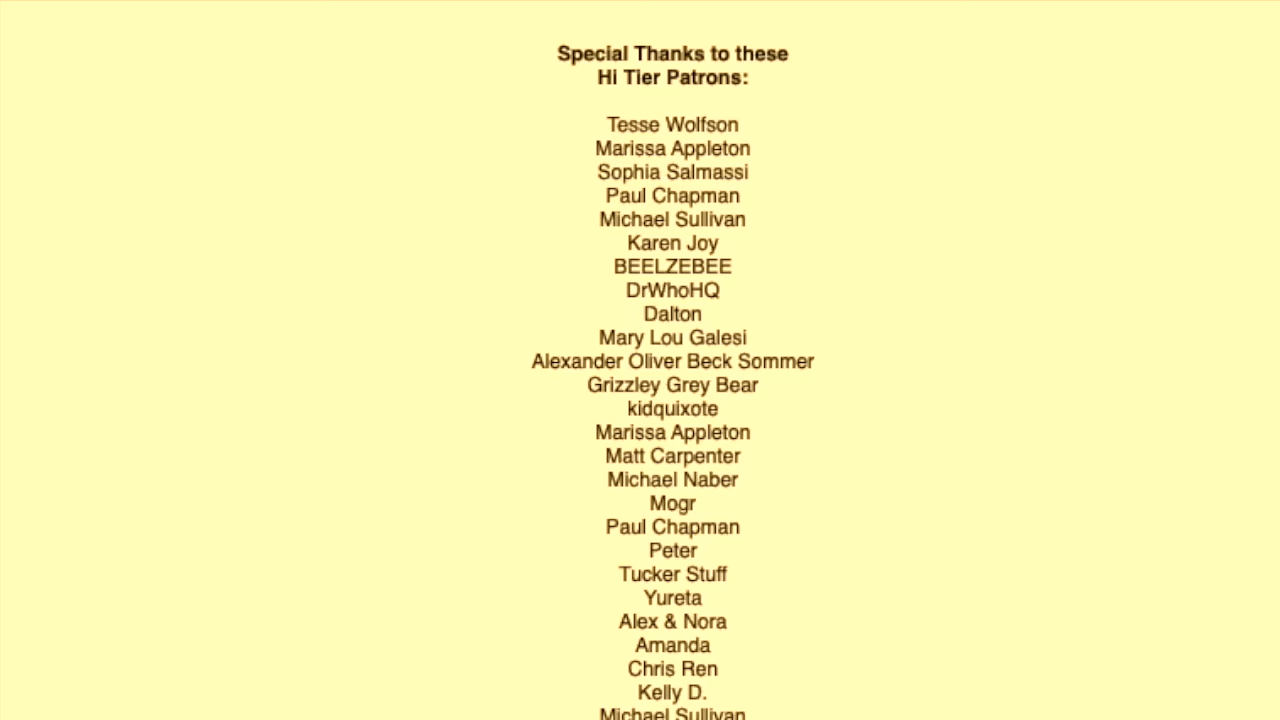 Special Thanks to these
Hi Tier Patrons:
Tesse Wolfson
Marissa Appleton
Sophia Salmassi
Paul Chapman
Michael Sullivan
Karen Joy
BEELZEBEE
DrWhoHQ
Dalton
Mary Lou Galesi
Alexander Oliver Beck Sommer
Grizzley Grey Bear
kidquixote
Marissa Appleton
Matt Carpenter
Michael Naber
Mogr
Paul Chapman
Peter
Tucker Stuff
Yureta
Alex & Nora
Amanda
Chris Ren
Kelly D.
Michael Sullivan